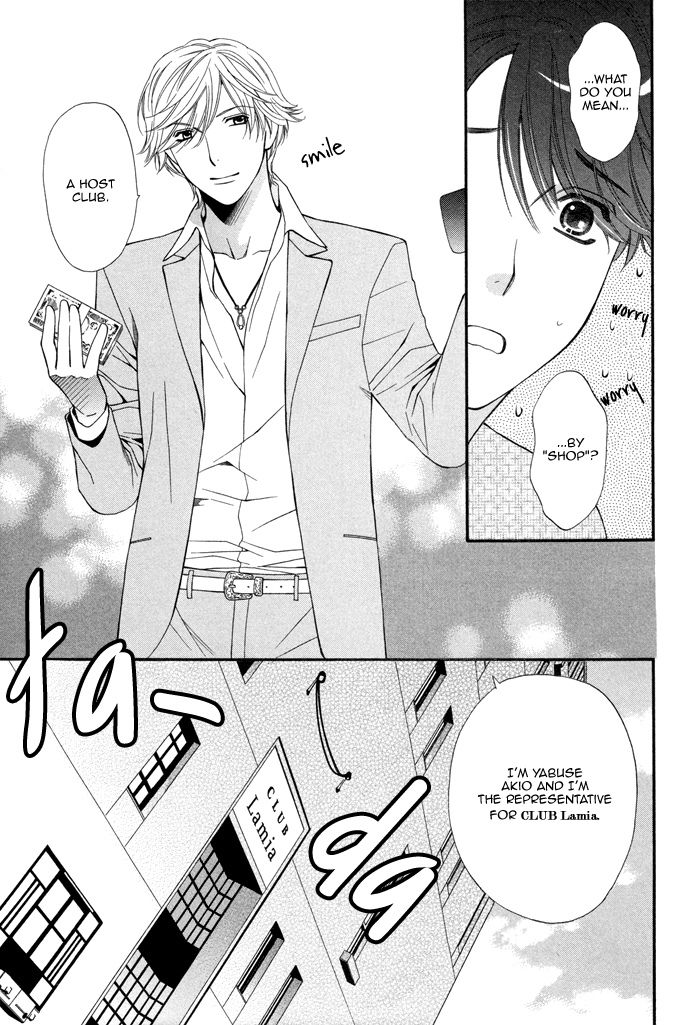 ...WHAT
DO YOU
MEAN...
worry
worry
...BY
"SHOP"?
smile
A HOST
CLUB.
ta-
da
CLUB
Lamia
I'M YABUSE
AKIO AND I'M
THE REPRESENTATIVE
FOR CLUB Lamia.